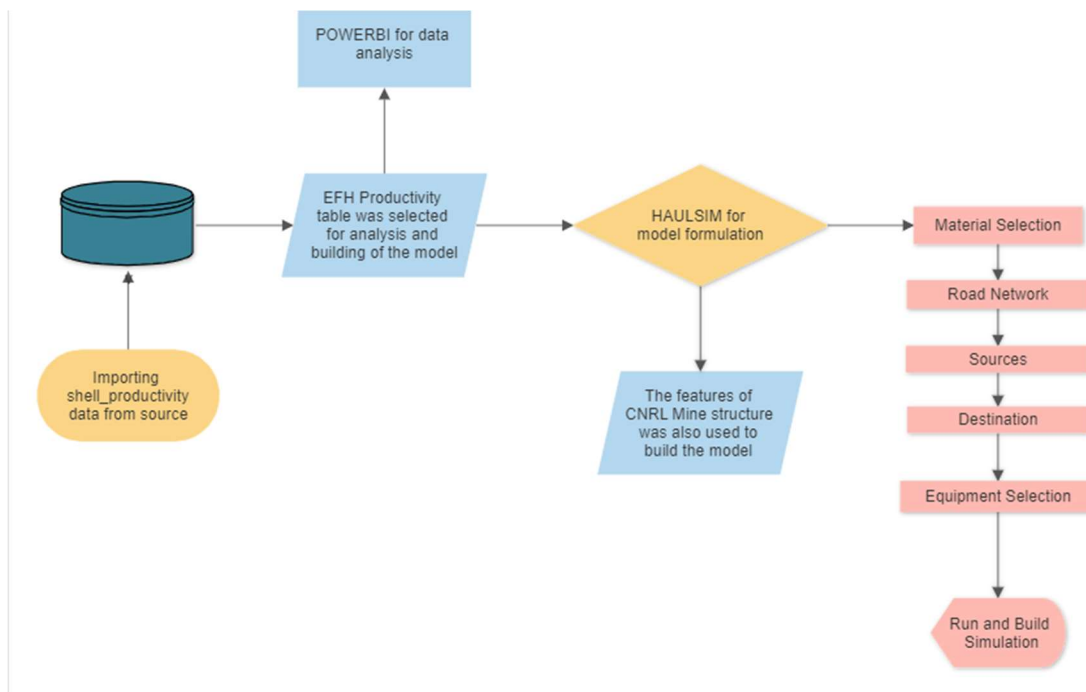 POWERBI for data
analysis
EFH Productivity
table was selected
for analysis and
building of the model
HAULSIM for
model formulation
Material Selection
Road Network
Importing
shell_productivity
data from source
The features of
CNRL Mine structure
was also used to
build the model
Sources
Destination
Equipment Selection
Run and Build
Simulation